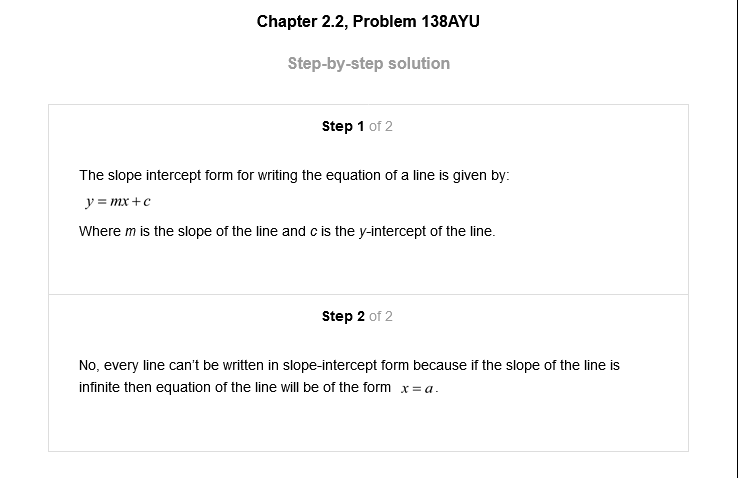 Chapter 2.2, Problem 138AYU
Step-by-step solution
Step 1 of 2
The slope intercept form for writing the equation of a line is given by:
y = mx + c
Where m is the slope of the line and c is the y-intercept of the line.
Step 2 of 2
No, every line can't be written in slope-intercept form because if the slope of the line is
infinite then equation of the line will be of the form x = a.